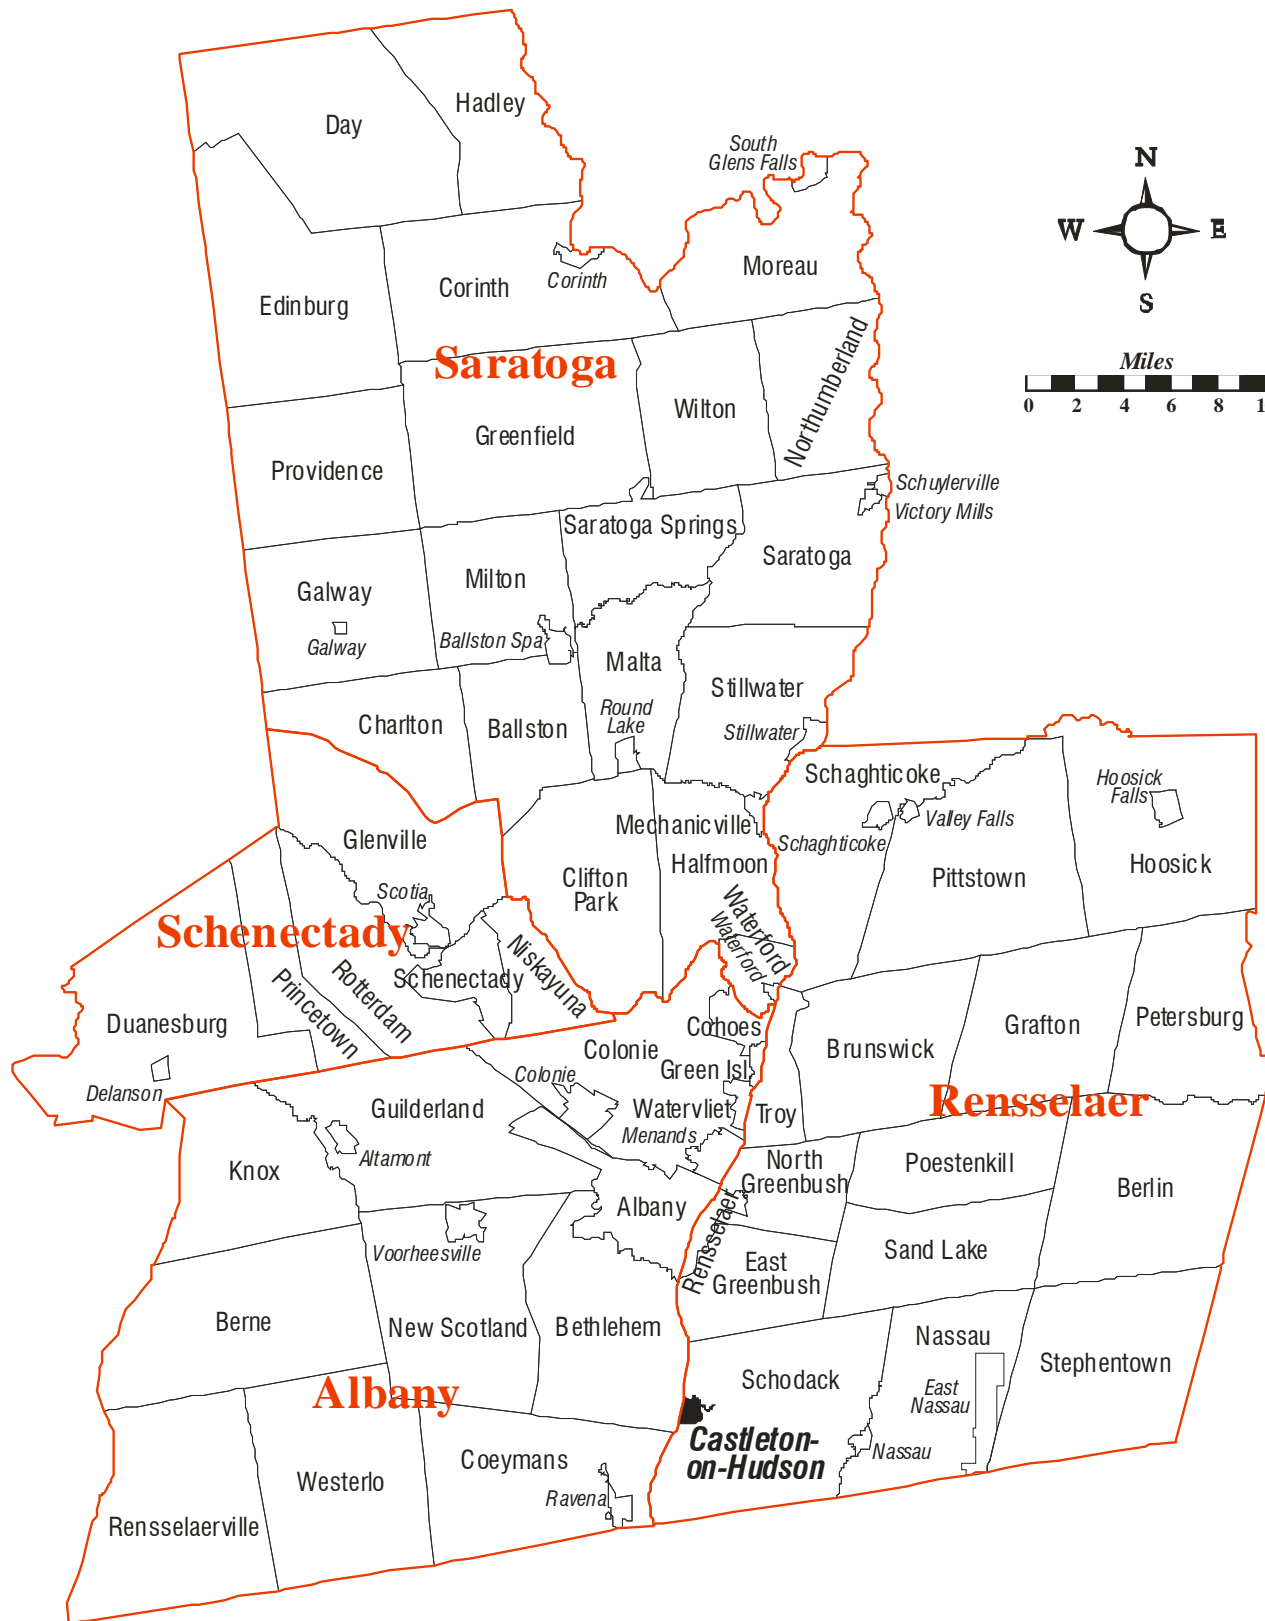 Hadley
Day
South
Glens Falls
N
W
E
S
Moreau
Corinth
Corinth
Edinburg
Saratoga
Miles
0 2 4 6 8 1
Northumberland
Wilton
Greenfield
Providence
Schuylerville
Victory Mills
Saratoga Springs
Saratoga
Milton
Galway
Galway
Ballston Spa
Malta
Stillwater
Round
Lake
Stillwater
Charlton
Ballston
Schaghticoke
Hoosick
Falls
Mechanicville
Valley Falls
Schaghticoke
Glenville
Halfmoon
Hoosick
Clifton
Park
Pittstown
Scotia
Schenectady
Waterford
Waterford
Niskayuna
Schenectady
Rotterdam
Princetown
Duanesburg
Delanson
Cohoes
Colonie
Green Isl
Colonie
Brunswick
Grafton
Petersburg
Rensselaer
Guilderland
Watervliet
Menands
Troy
Altamont
Knox
North
Greenbush
Poestenkill
Berlin
Albany
Rensselaer
Voorheesville
Sand Lake
East
Greenbush
Berne
New Scotland
Bethlehem
Nassau
Stephentown
Schodack
Albany
East
Nassau
Castleton-
on-Hudson
Nassau
Coeymans
Westerlo
Ravena
Rensselaerville